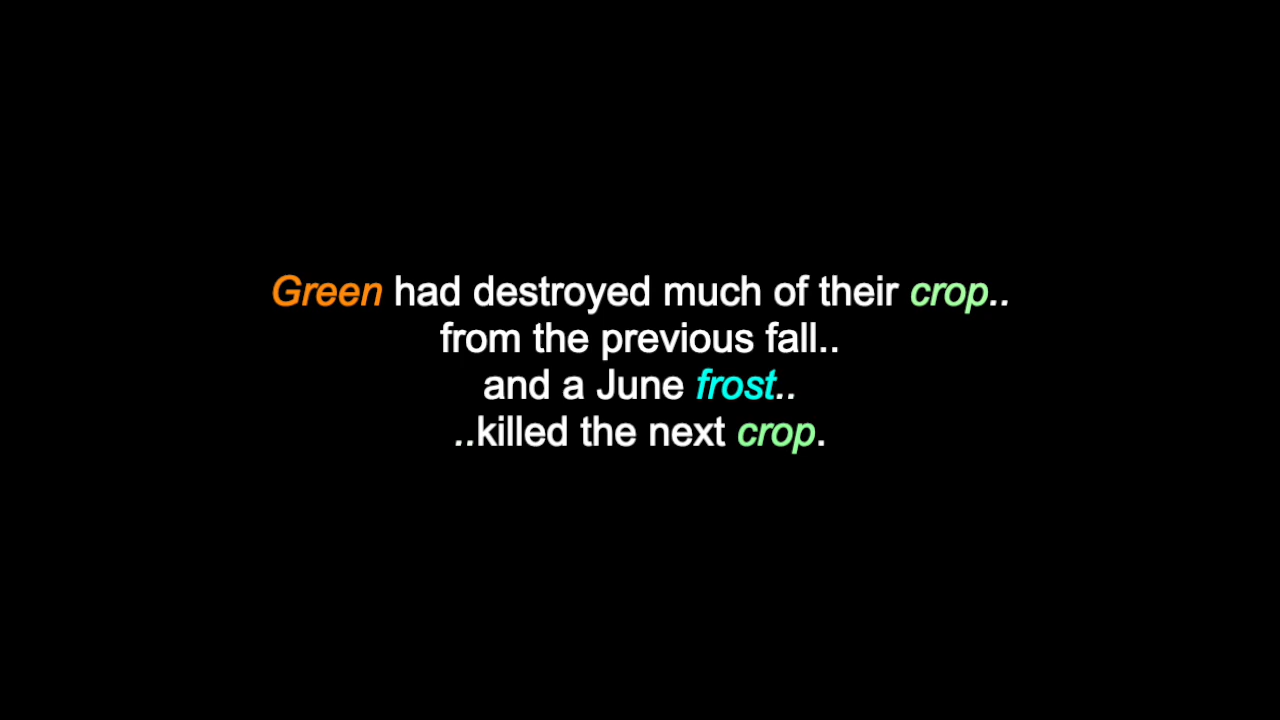 Green had destroyed much of their crop..
from the previous fall..
and a June frost..
..killed the next crop.